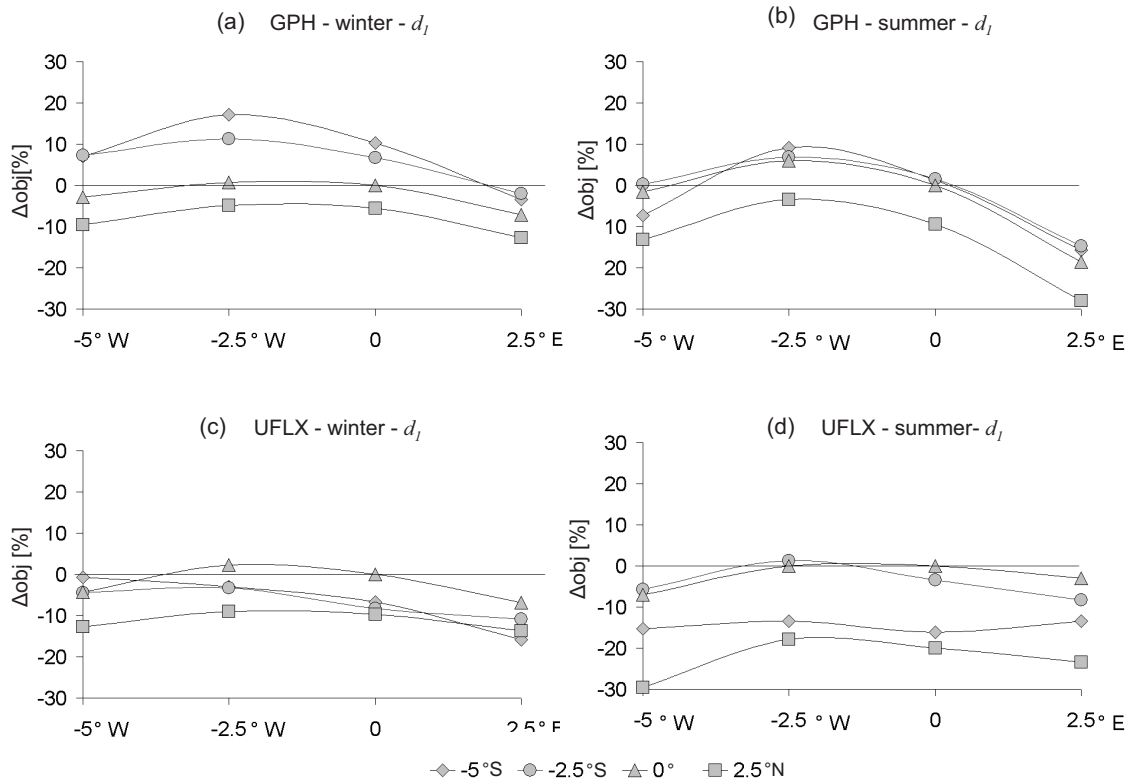 (a) GPH - winter - d₁
30
20
10
0
-10
-20
-30
Δobj[%]
-5° W -2.5° W 0 2.5° E
(b) GPH - summer - d₁
30
20
10
0
-10
-20
-30
Δobj [%]
-5 ° W -2.5 ° W 0 2.5° E
(c) UFLX - winter - d₁
30
20
10
0
-10
-20
-30
Δobj [%]
-5° W -2.5° W 0 2.5° E
(d) UFLX - summer- d₁
30
20
10
0
-10
-20
-30
Δobj [%]
-5 ° W -2.5 ° W 0 2.5° E
-5°S -2.5°S 0° 2.5°N